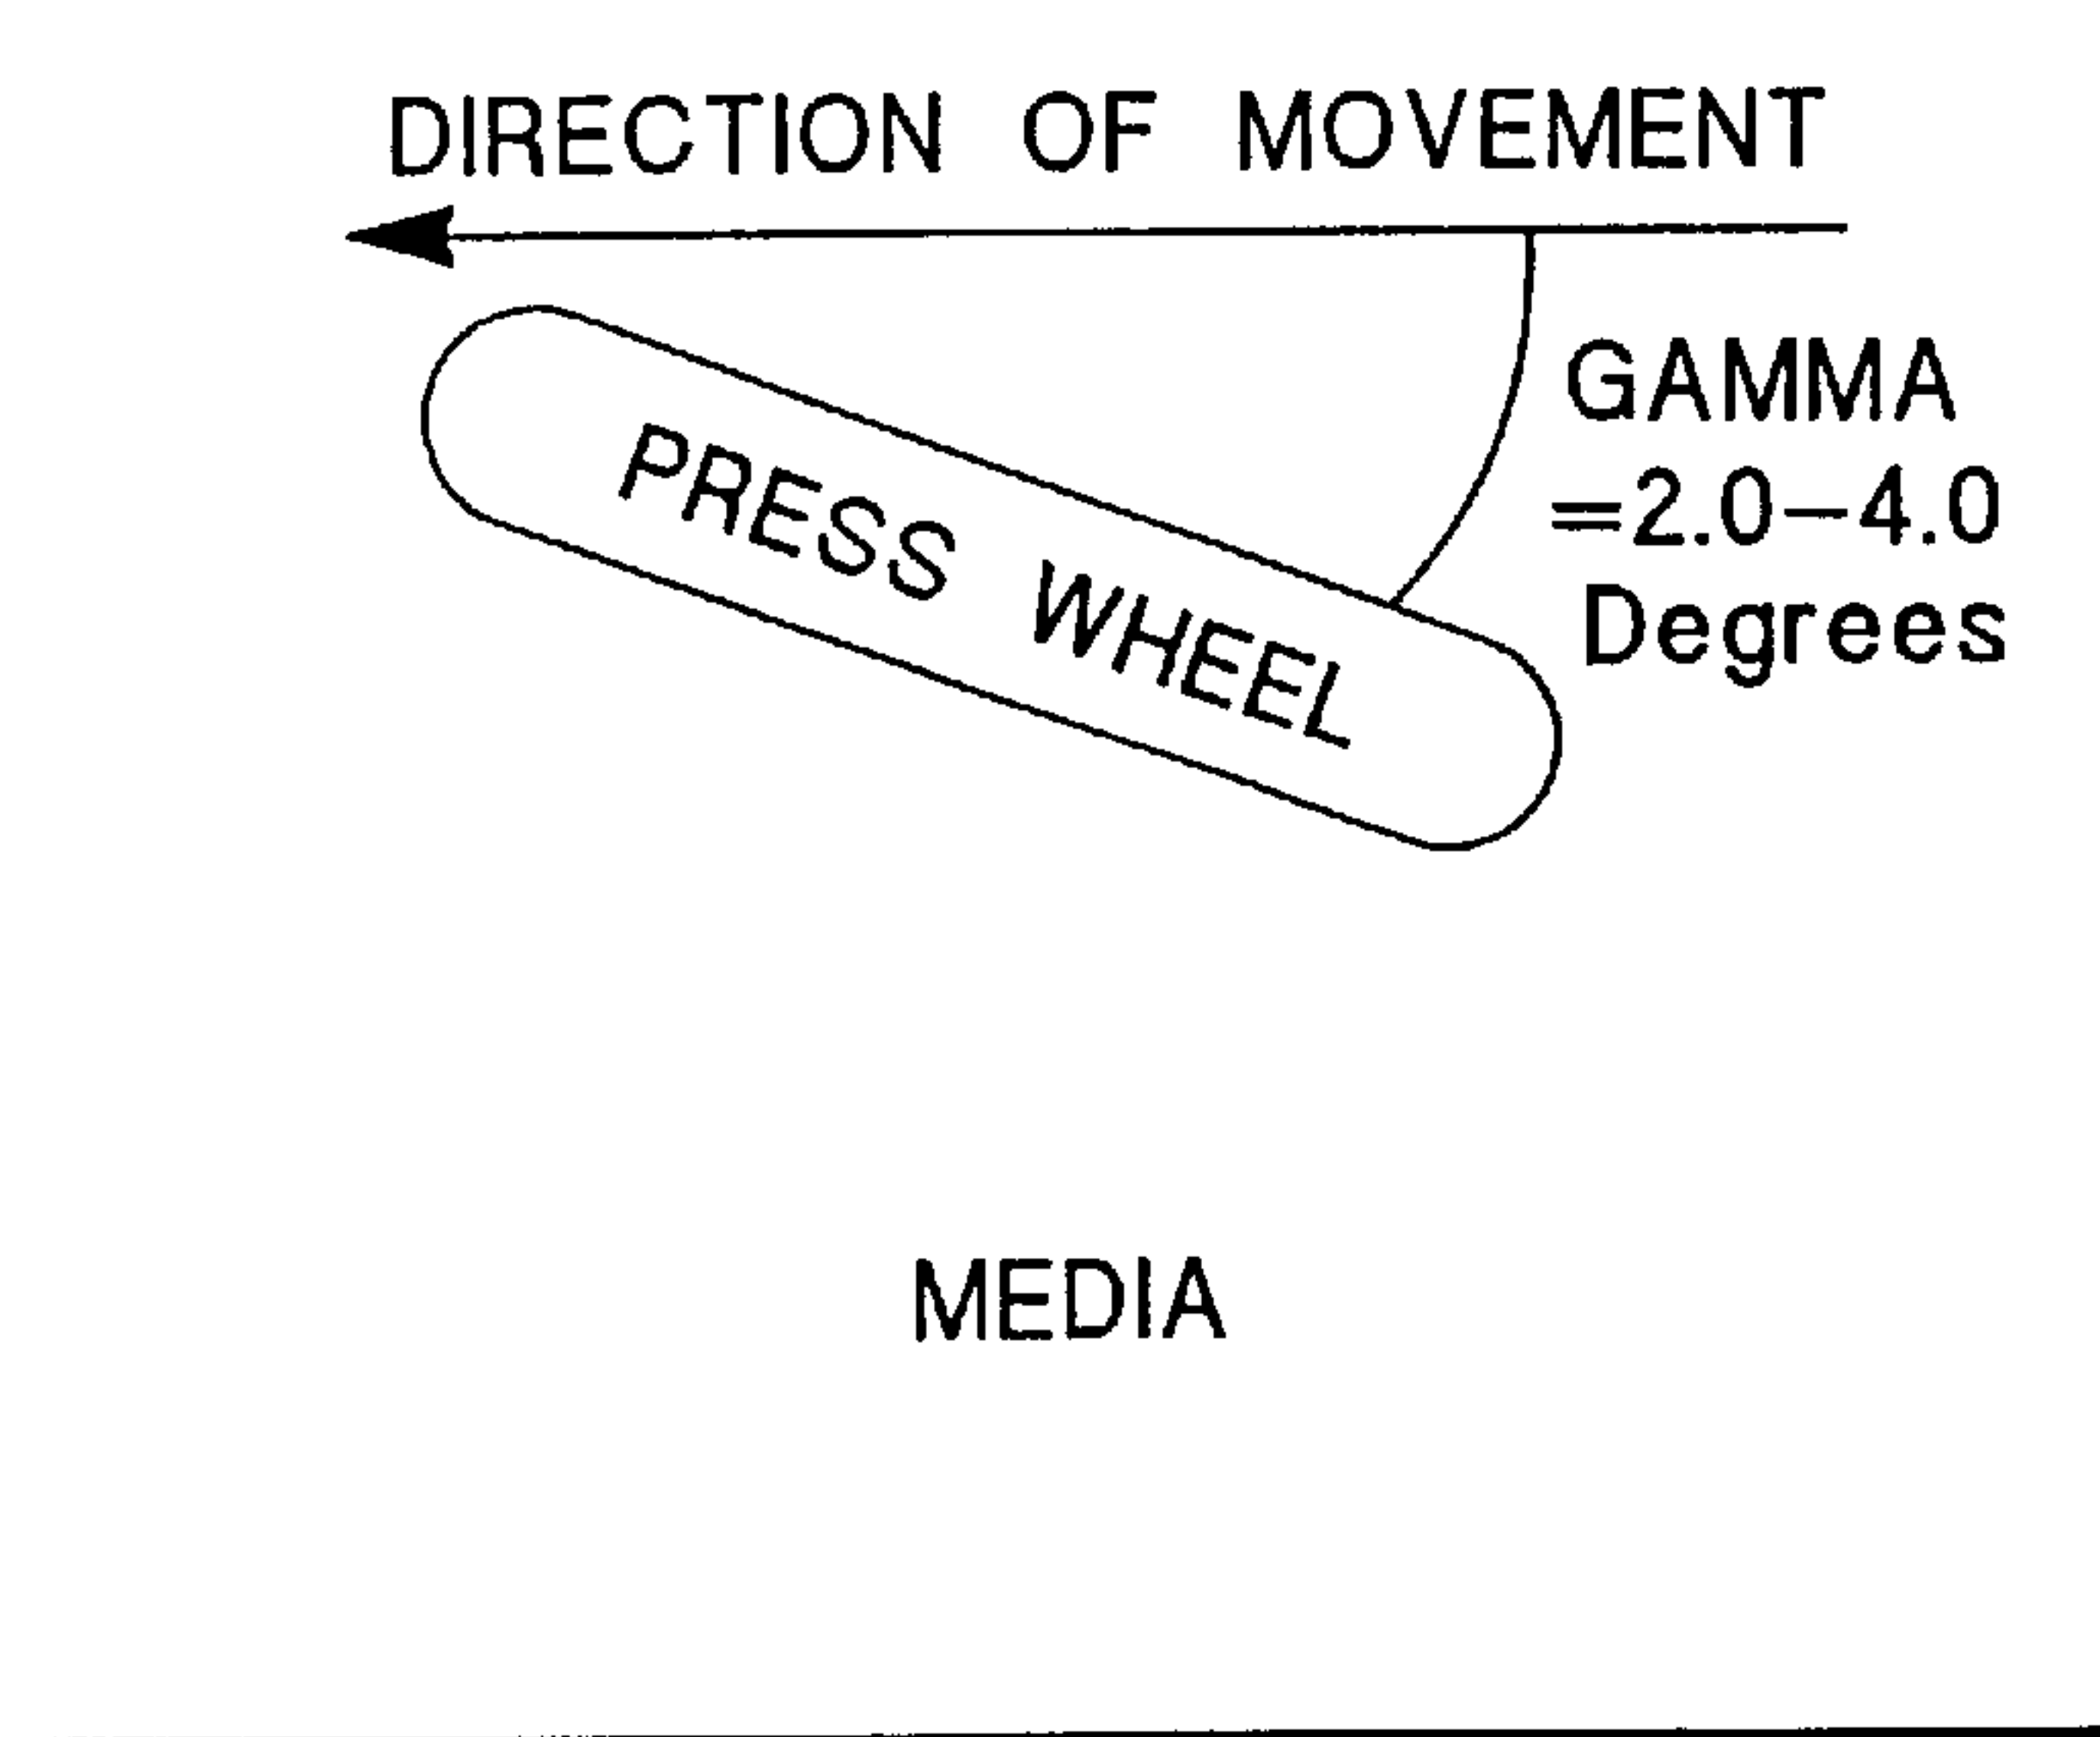 DIRECTION OF MOVEMENT
GAMMA
=2.0–4.0
Degrees
PRESS WHEEL
MEDIA